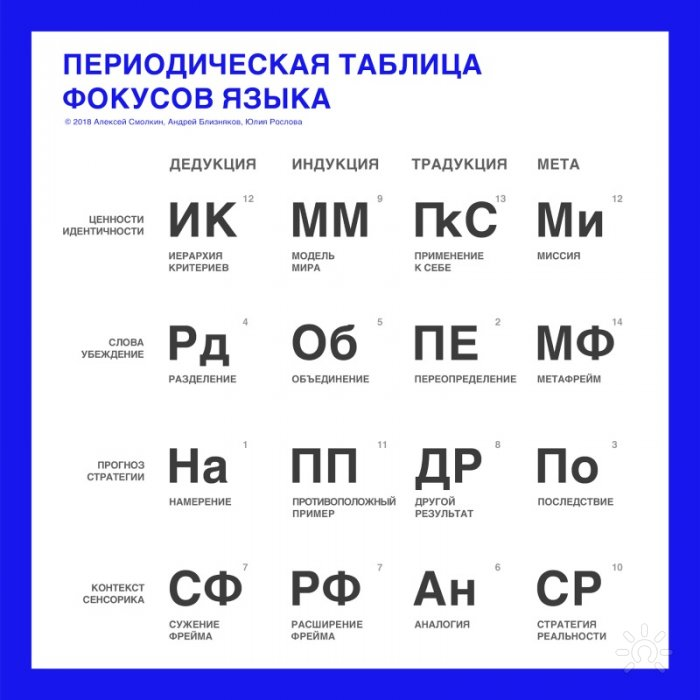 ПЕРИОДИЧЕСКАЯ ТАБЛИЦА
ФОКУСОВ ЯЗЫКА
© 2018 Алексей Смолкин, Андрей Близняков, Юлия Рослова
ДЕДУКЦИЯ ИНДУКЦИЯ ТРАДУКЦИЯ МЕТА
ЦЕННОСТИ
ИДЕНТИЧНОСТИ
ИК 12 ММ 9 ПкС 13 Ми 12
ИЕРАРХИЯ МОДЕЛЬ ПРИМЕНЕНИЕ МИССИЯ
КРИТЕРИЕВ МИРА К СЕБЕ
СЛОВА
УБЕЖДЕНИЕ
Рд 4 Об 5 ПЕ 2 МФ 14
РАЗДЕЛЕНИЕ ОБЪЕДИНЕНИЕ ПЕРЕОПРЕДЕЛЕНИЕ МЕТАФРЕЙМ
ПРОГНОЗ
СТРАТЕГИИ
На 1 ПП 11 ДР 8 По 3
НАМЕРЕНИЕ ПРОТИВОПОЛОЖНЫЙ ДРУГОЙ ПОСЛЕДСТВИЕ
ПРИМЕР РЕЗУЛЬТАТ
КОНТЕКСТ
СЕНСОРИКА
СФ 7 РФ 7 Ан 6 СР 10
СУЖЕНИЕ РАСШИРЕНИЕ АНАЛОГИЯ СТРАТЕГИЯ
ФРЕЙМА ФРЕЙМА РЕАЛЬНОСТИ